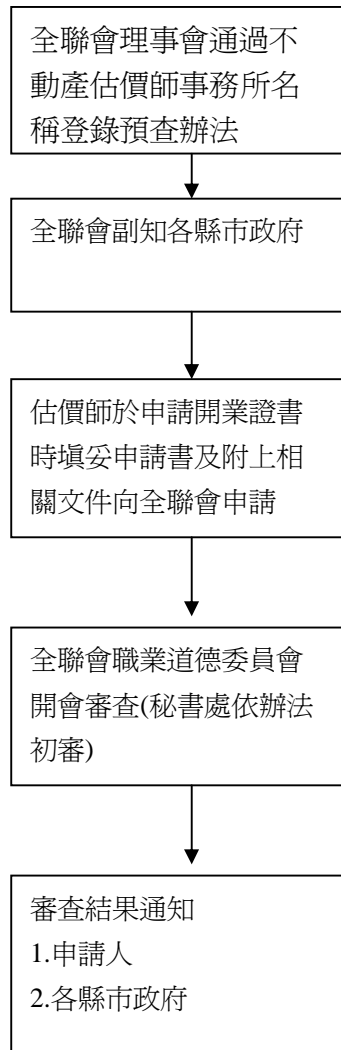 全聯會理事會通過不
動產估價師事務所名
稱登錄預查辦法
全聯會副知各縣市政府
估價師於申請開業證書
時填妥申請書及附上相
關文件向全聯會申請
全聯會職業道德委員會
開會審查(秘書處依辦法
初審)
審查結果通知
1.申請人
2.各縣市政府